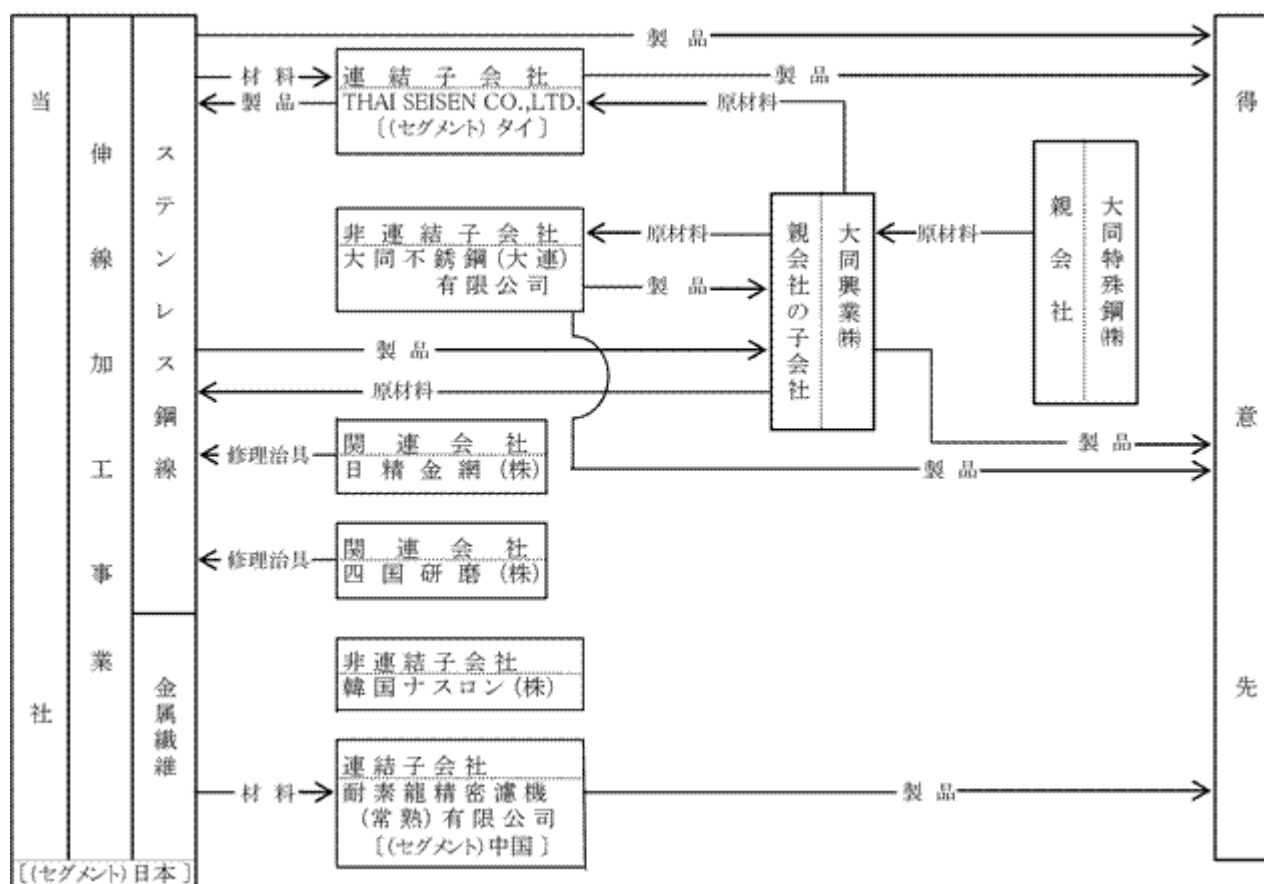 当社
伸線加工事業
ステンレス鋼線
金属繊維
[(セグメント)日本]
製品
材料
製品
連結子会社
THAI SEISEN CO.,LTD.
[(セグメント) タイ]
製品
原材料
非連結子会社
大同不銹鋼(大連)
有限公司
原材料
製品
親会社の子会社
大同興業㈱
原材料
親会社
大同特殊鋼㈱
製品
原材料
製品
製品
修理治具
関連会社
日精金網(株)
修理治具
関連会社
四国研磨(株)
非連結子会社
韓国ナスロン(株)
材料
連結子会社
耐素龍精密濾機
(常熟)有限公司
[(セグメント)中国]
製品
得意先